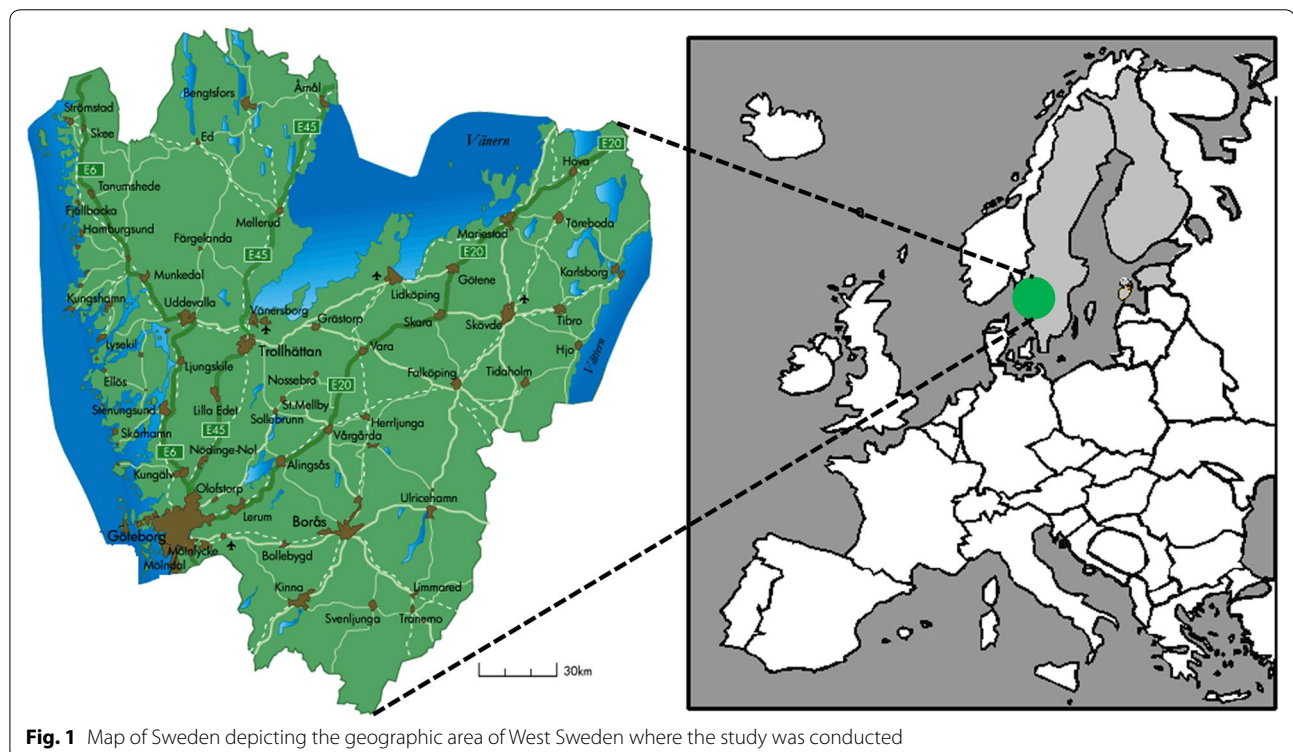 Årnäl
Bengtsfors
Strömstad
Skee
E45
Ed
Vänern
E20
Hova
E6
Tanumshede
Fjällbacka
Hamburgsund
Mellerud
Töreboda
Mariestad
Färgelanda
E45
E20
Karlsborg
Munkedal
Götene
Lidköping
Kungshamn
Uddevalla
Vänersborg
Grästorp
Skara
Skövde
Tibro
Lysekil
Trollhättan
Vara
Hjo
Vättern
Ljungskile
Ellös
Nossebro
E20
Falköping
Tidaholm
Stenungsund
Lilla Edet
St.Mellby
Sollebrunn
Herrljunga
Skärhamn
E45
Vårgårda
E6
Nödinge-Nol
Alingsås
Kungälv
Olofstorp
Ulricehamn
Lerum
Borås
Göteborg
Mölnlycke
Bollebygd
Mölndal
Kinna
Limmared
Svenljunga
Tranemo
30km
Fig. 1 Map of Sweden depicting the geographic area of West Sweden where the study was conducted